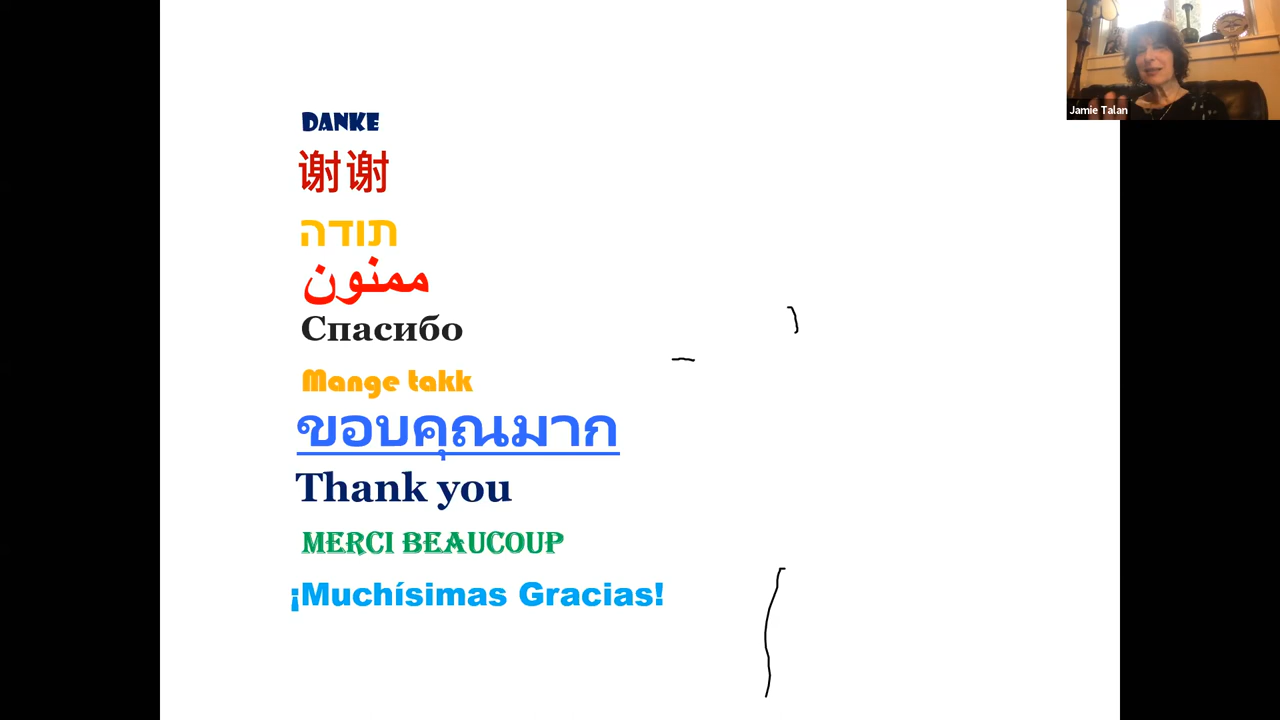 DANKE
谢谢
תודה
ممنون
Спасибо
Mange takk
ขอบคุณมาก
Thank you
MERCI BEAUCOUP
¡Muchísimas Gracias!
Jamie Talan